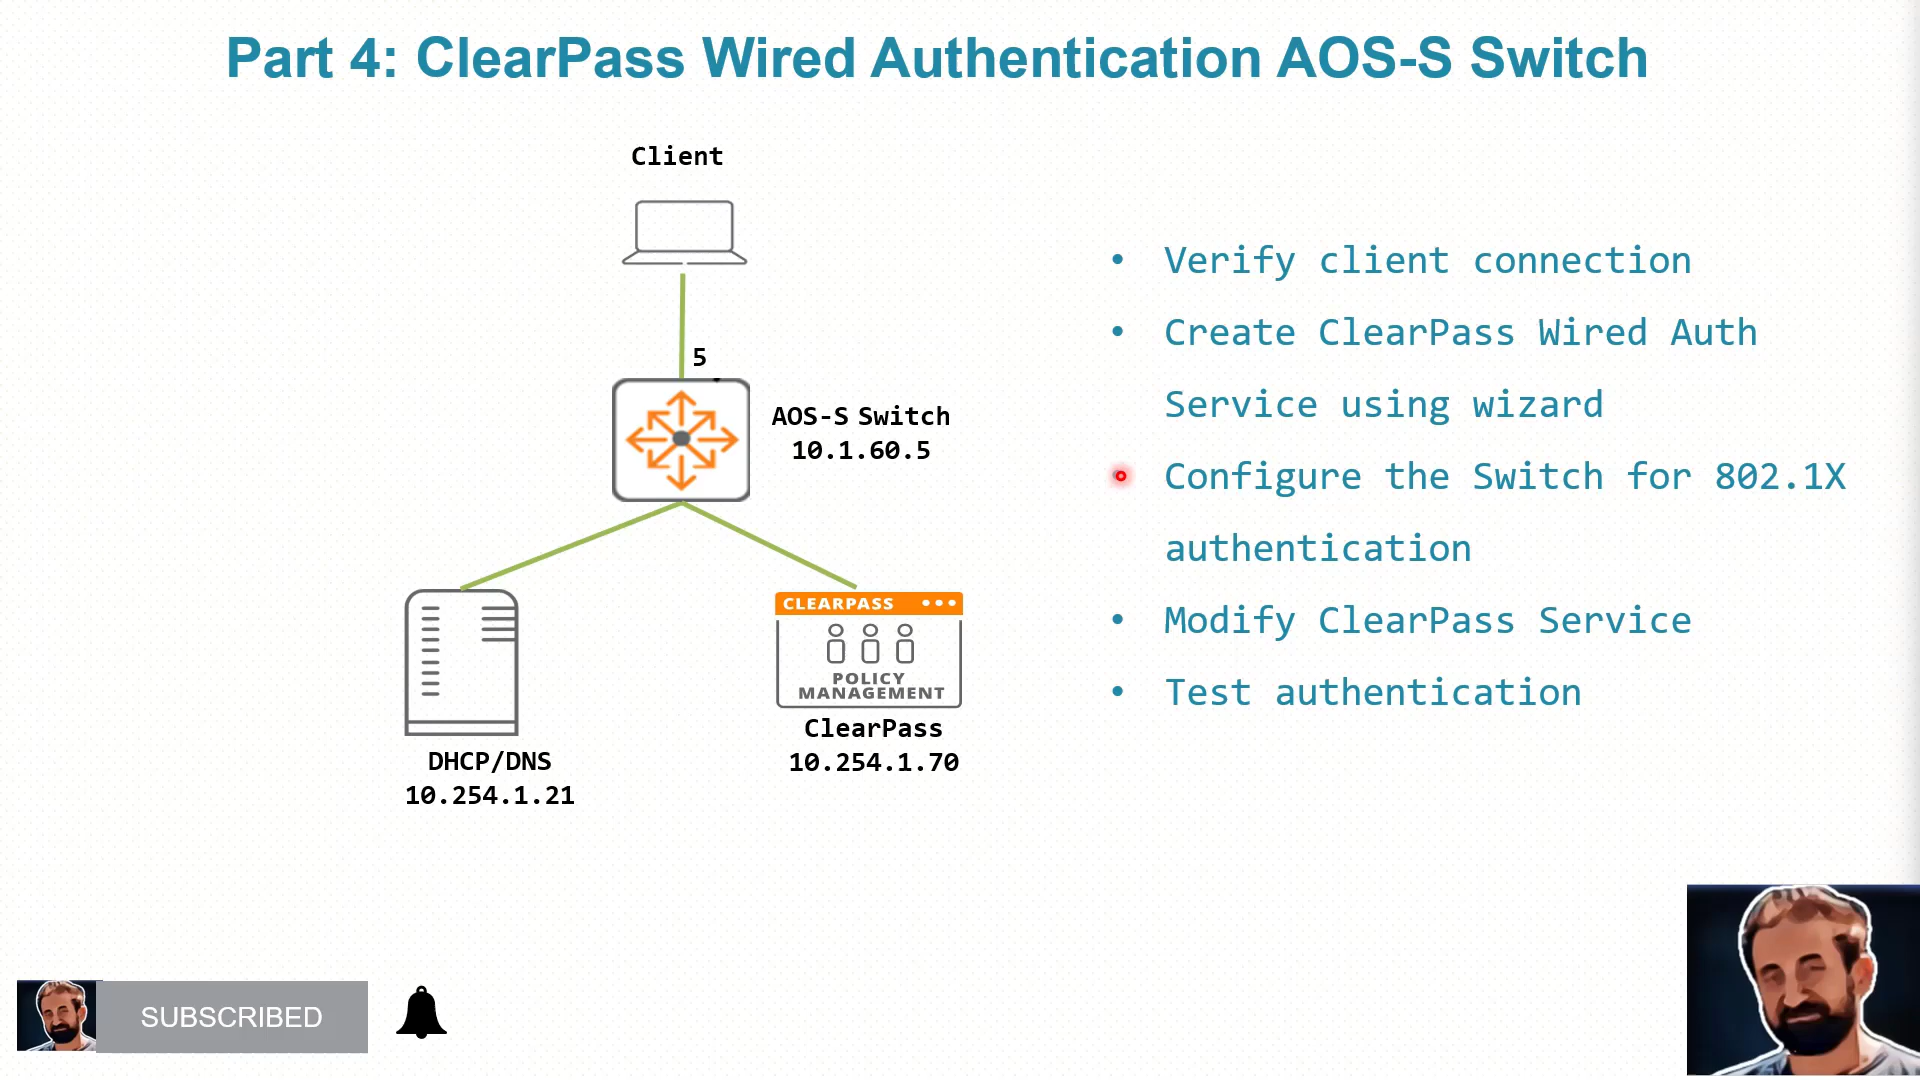 Part 4: ClearPass Wired Authentication AOS-S Switch
Client
5
AOS-S Switch
10.1.60.5
CLEARPASS
POLICY
MANAGEMENT
ClearPass
10.254.1.70
DHCP/DNS
10.254.1.21
• Verify client connection
• Create ClearPass Wired Auth
Service using wizard
Configure the Switch for 802.1X
authentication
• Modify ClearPass Service
• Test authentication
SUBSCRIBED